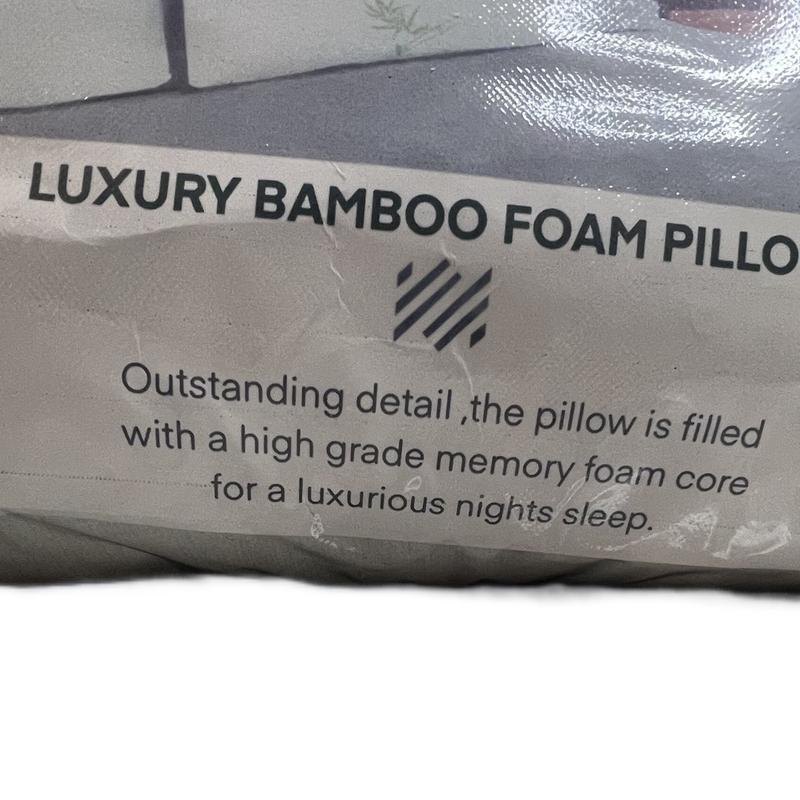 LUXURY BAMBOO FOAM PILLO
Outstanding detail ,the pillow is filled
with a high grade memory foam core
for a luxurious nights sleep.